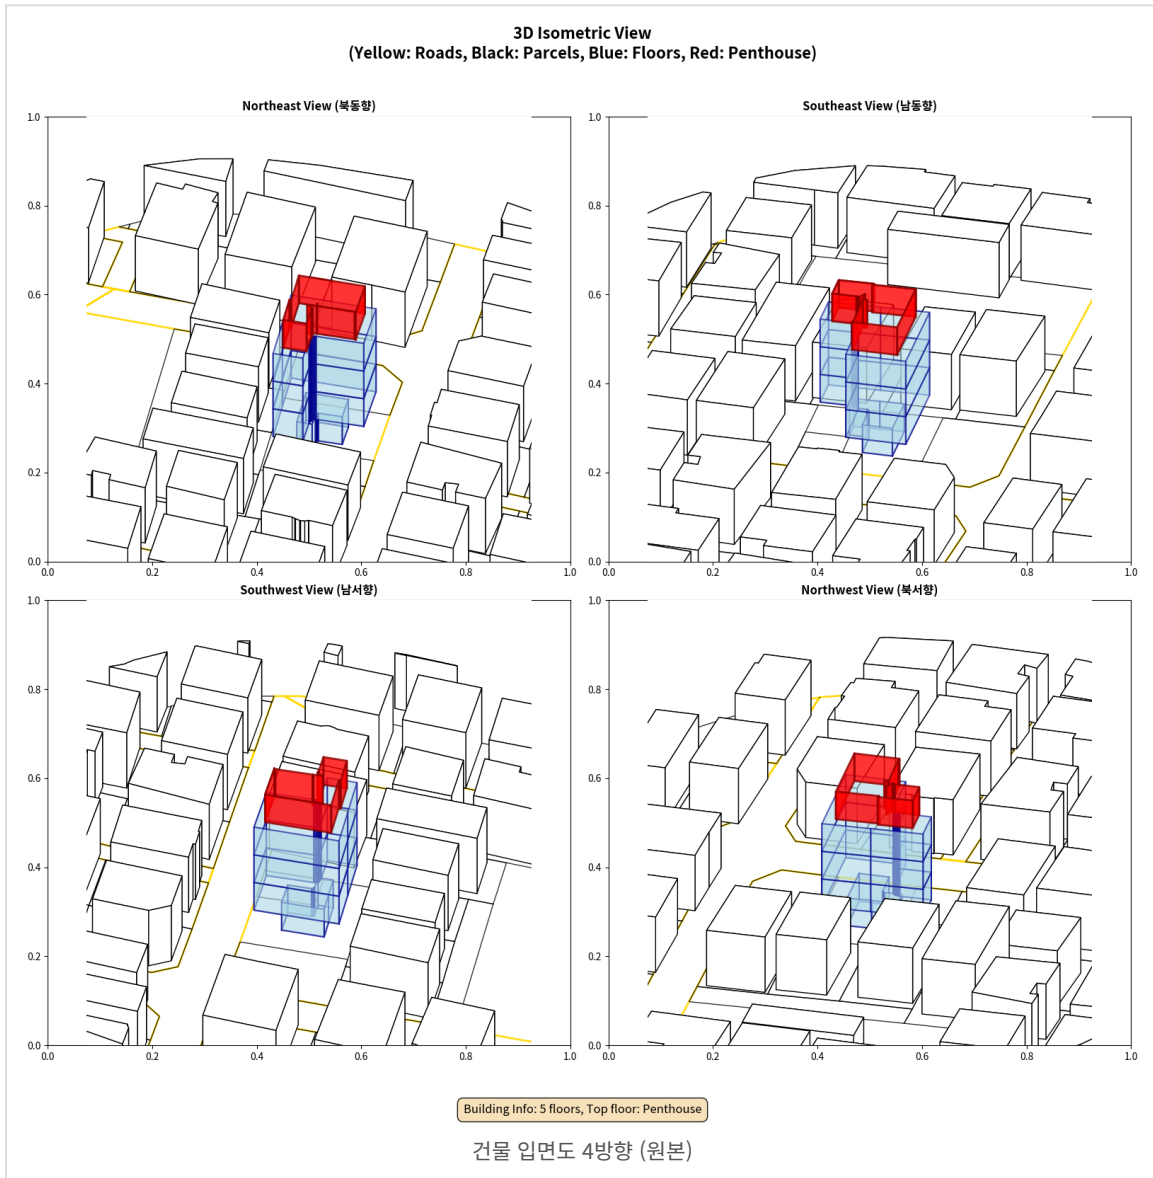 3D Isometric View
(Yellow: Roads, Black: Parcels, Blue: Floors, Red: Penthouse)
Northeast View (북동향)
1.0
0.8
0.6
0.4
0.2
0.0
0.0 0.2 0.4 0.6 0.8 1.0
Southeast View (남동향)
1.0
0.8
0.6
0.4
0.2
0.0
0.0 0.2 0.4 0.6 0.8 1.0
Southwest View (남서향)
1.0
0.8
0.6
0.4
0.2
0.0
0.0 0.2 0.4 0.6 0.8 1.0
Northwest View (북서향)
1.0
0.8
0.6
0.4
0.2
0.0
0.0 0.2 0.4 0.6 0.8 1.0
Building Info: 5 floors, Top floor: Penthouse
건물 입면도 4방향 (원본)